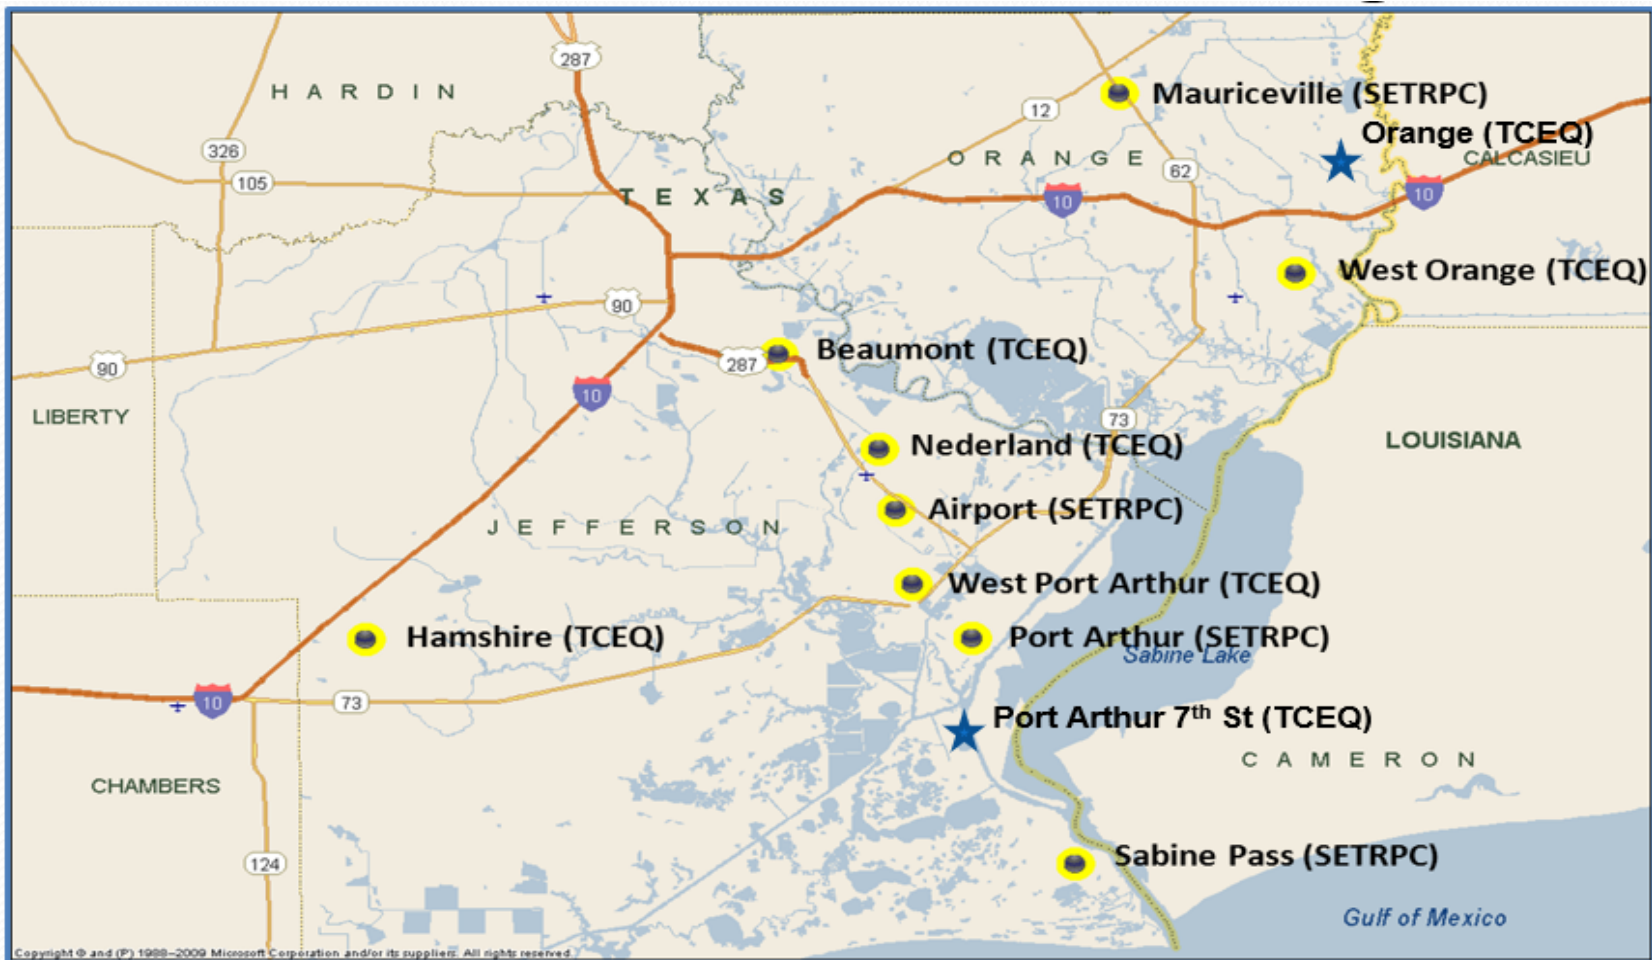 287
HARDIN
Mauriceville (SETRPC)
12
Orange (TCEQ)
326
ORANGE
CALCASIEU
62
105
TEXAS
10
10
West Orange (TCEQ)
90
Beaumont (TCEQ)
287
90
10
LIBERTY
73
LOUISIANA
Nederland (TCEQ)
Airport (SETRPC)
JEFFERSON
West Port Arthur (TCEQ)
Hamshire (TCEQ)
Port Arthur (SETRPC)
Sabine Lake
10
73
Port Arthur 7th St (TCEQ)
CAMERON
CHAMBERS
124
Sabine Pass (SETRPC)
Gulf of Mexico
Copyright © and (P) 1988–2009 Microsoft Corporation and/or its suppliers. All rights reserved.